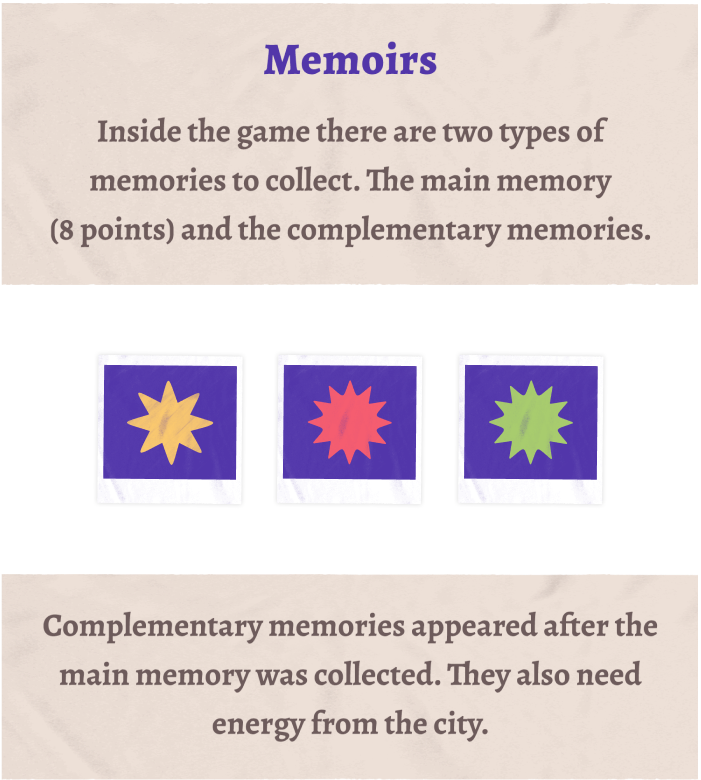 Memoirs
Inside the game there are two types of
memories to collect. The main memory
(8 points) and the complementary memories.
Complementary memories appeared after the
main memory was collected. They also need
energy from the city.